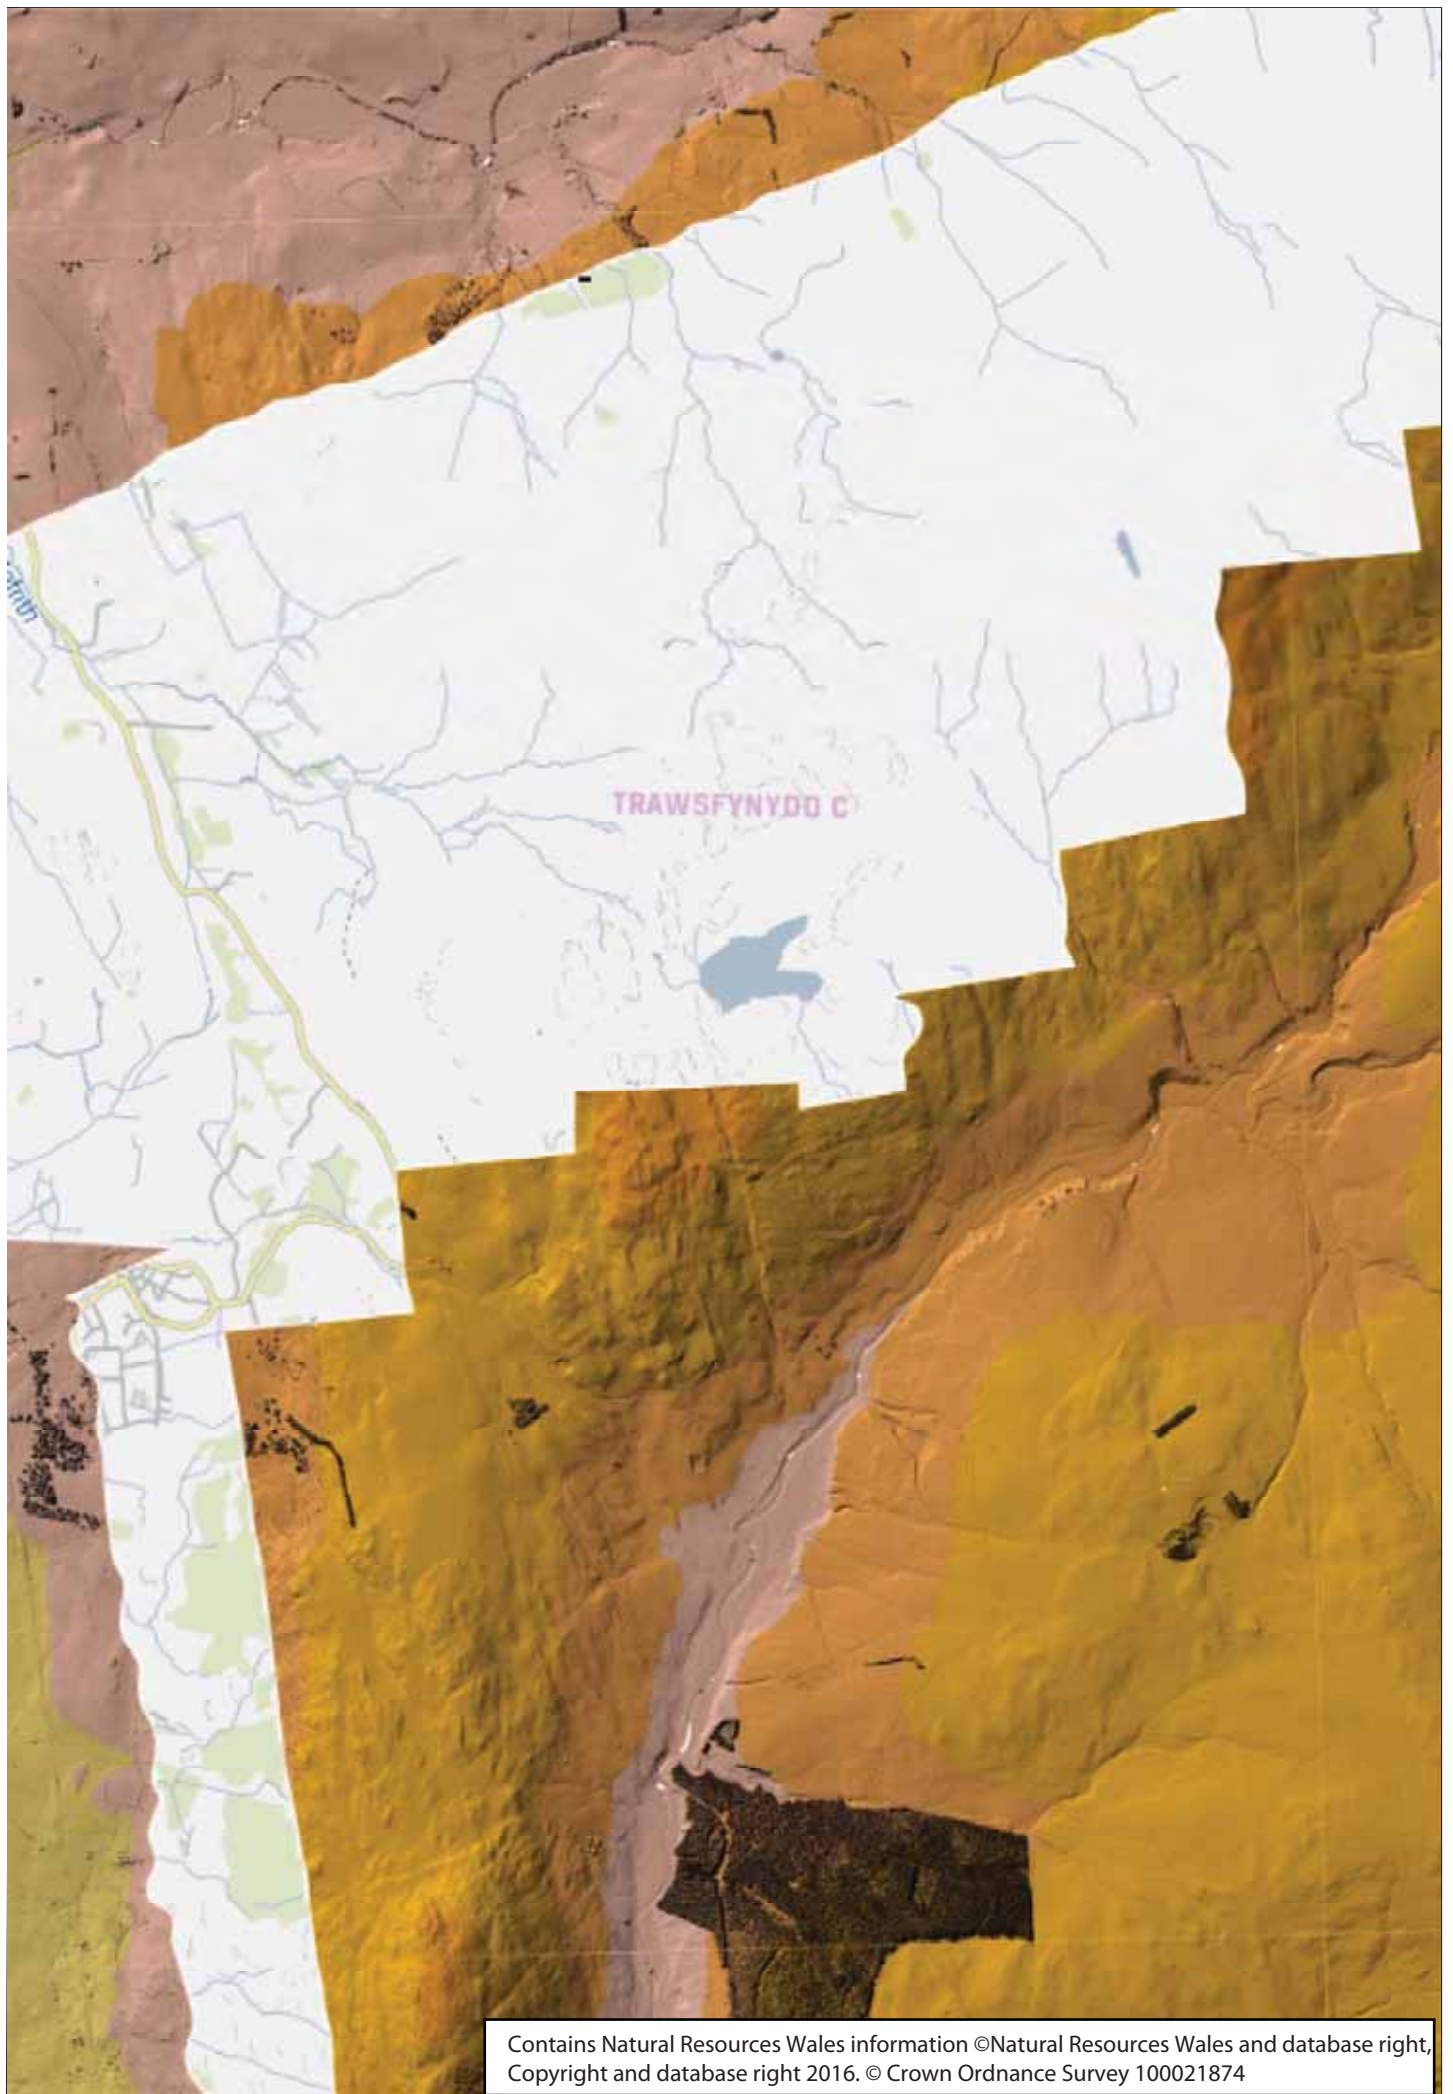 TRAWSFYNYDD C
Contains Natural Resources Wales information ©Natural Resources Wales and database right,
Copyright and database right 2016. © Crown Ordnance Survey 100021874